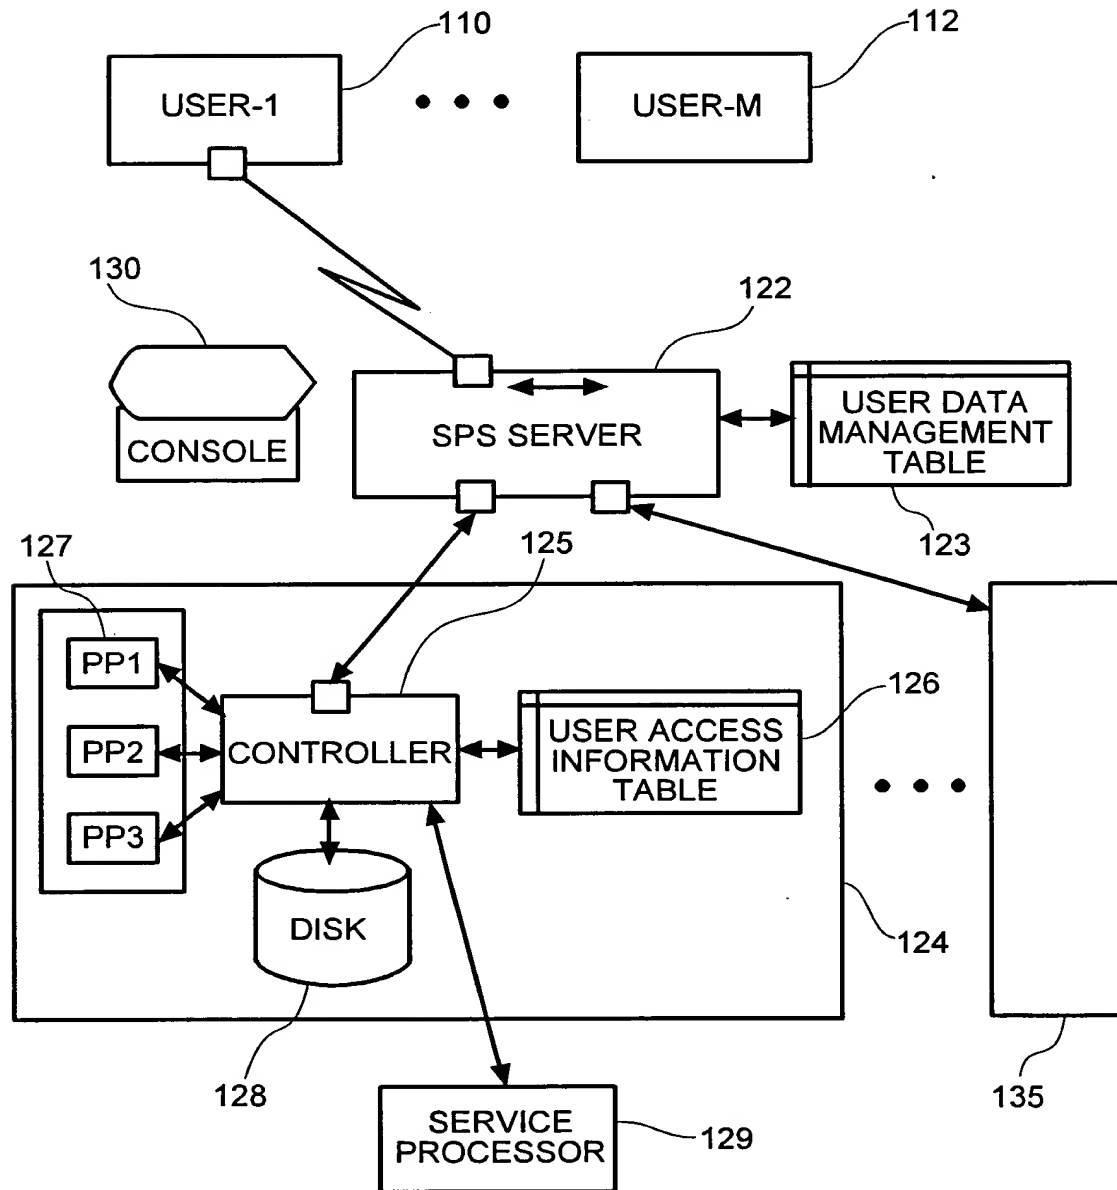 110
112
USER-1
USER-M
130
122
CONSOLE
SPS SERVER
USER DATA
MANAGEMENT
TABLE
123
127
125
126
PP1
PP2
PP3
CONTROLLER
USER ACCESS
INFORMATION
TABLE
DISK
124
128
135
SERVICE
PROCESSOR
129